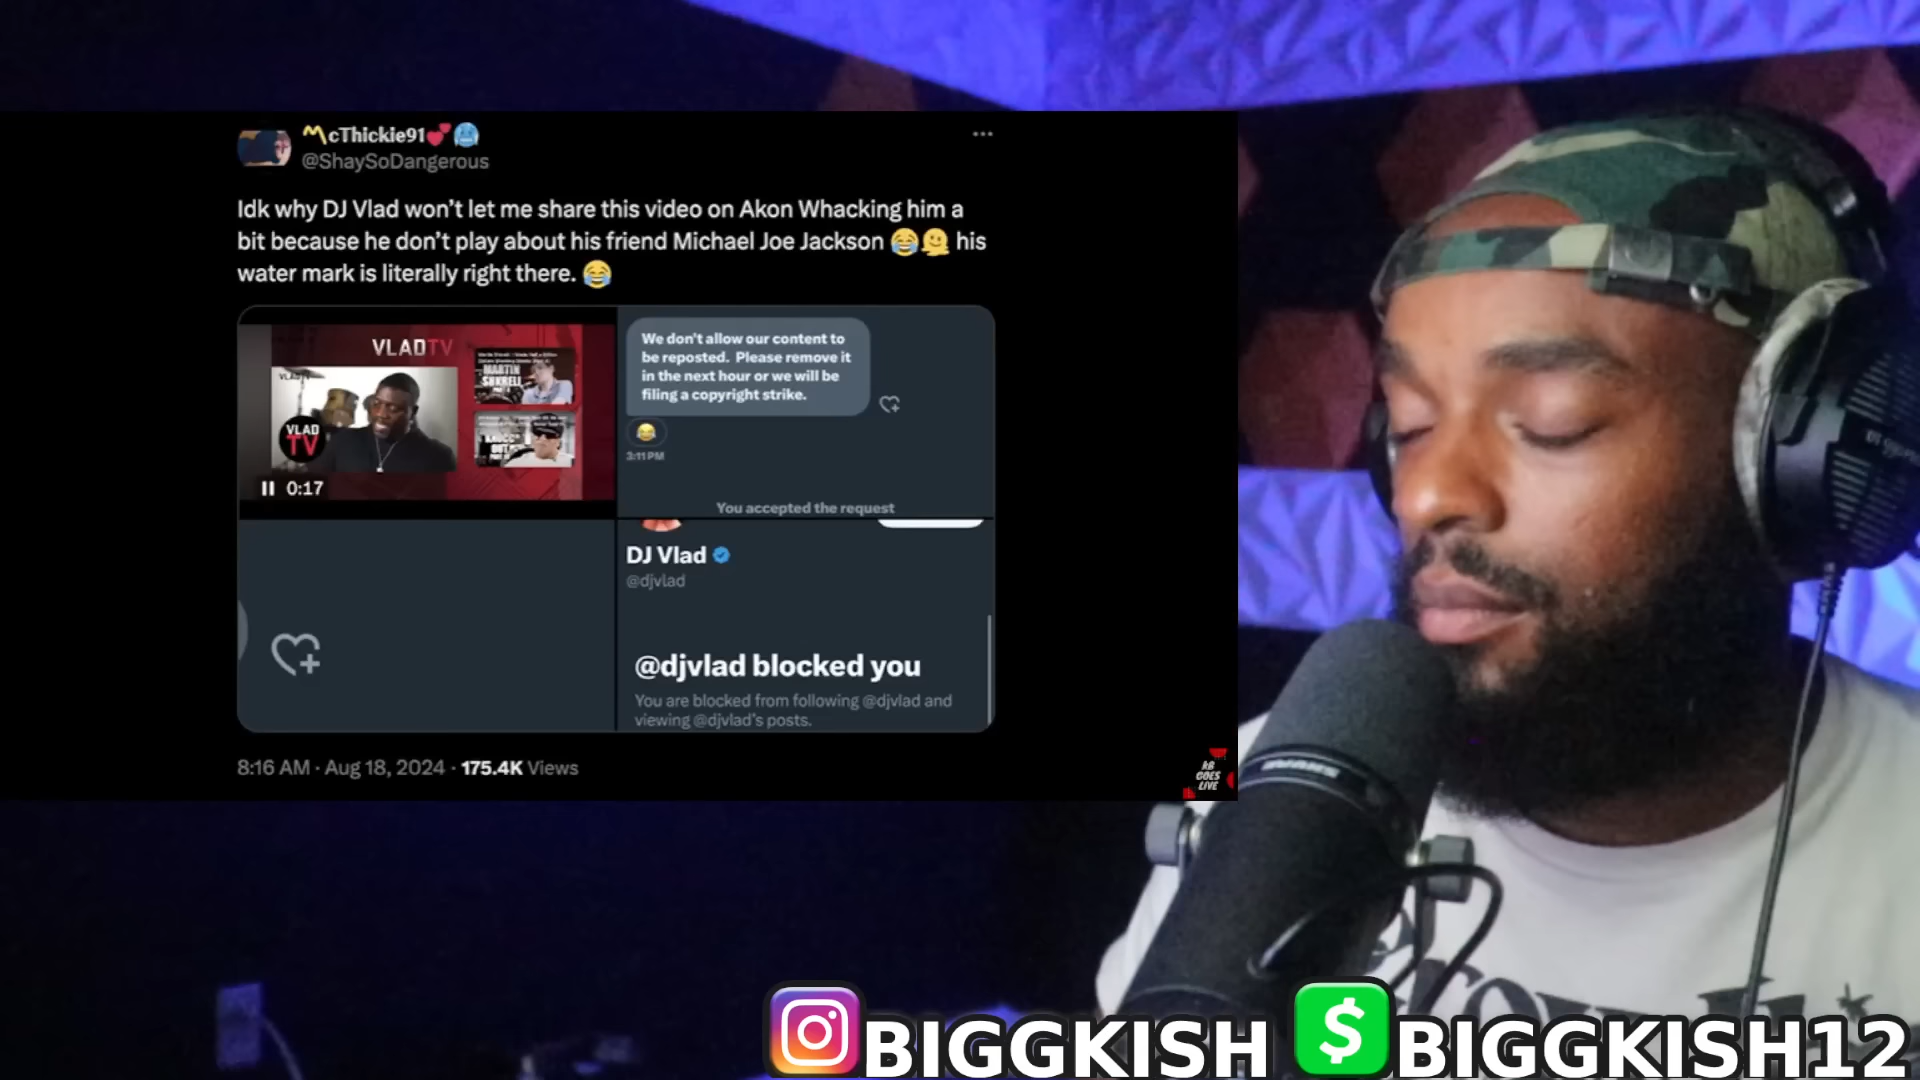 McThickie91💕🥶
@ShaySoDangerous
Idk why DJ Vlad won't let me share this video on Akon Whacking him a
bit because he don't play about his friend Michael Joe Jackson 😂🫠 his
water mark is literally right there. 😂
VLADTV
MARTIN
SHKRELI
VLAD
TV
0:17
We don't allow our content to
be reposted. Please remove it
in the next hour or we will be
filing a copyright strike.
😂
3:11 PM
You accepted the request
DJ Vlad
@djvlad
@djvlad blocked you
You are blocked from following @djvlad and
viewing @djvlad's posts.
8:16 AM · Aug 18, 2024 · 175.4K Views
KB
GOES
LIVE
BIGGKISH
$ BIGGKISH12